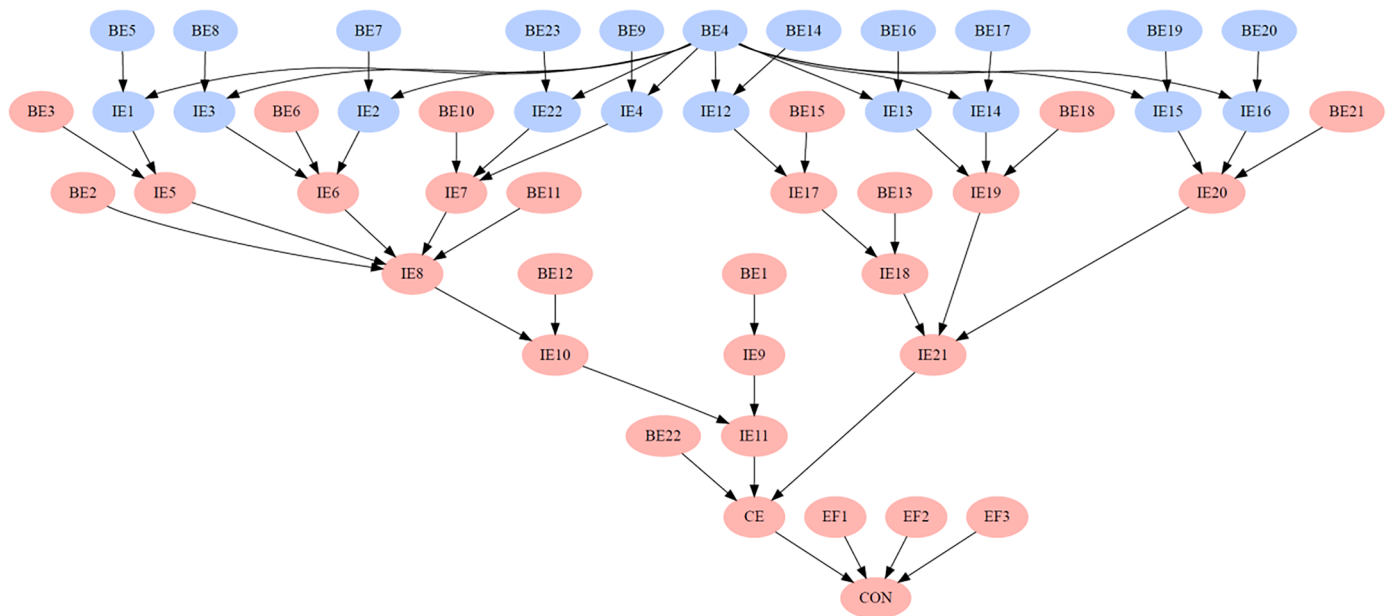 BE5 BE8 BE7 BE23 BE9 BE4 BE14 BE16 BE17 BE19 BE20
BE3 IE1 IE3 BE6 IE2 BE10 IE22 IE4 IE12 BE15 IE13 IE14 BE18 IE15 IE16 BE21
BE2 IE5 IE6 IE7 BE11 IE17 BE13 IE19 IE20
IE8 BE12 BE1 IE18
IE10 IE9 IE21
BE22 IE11
CE EF1 EF2 EF3
CON